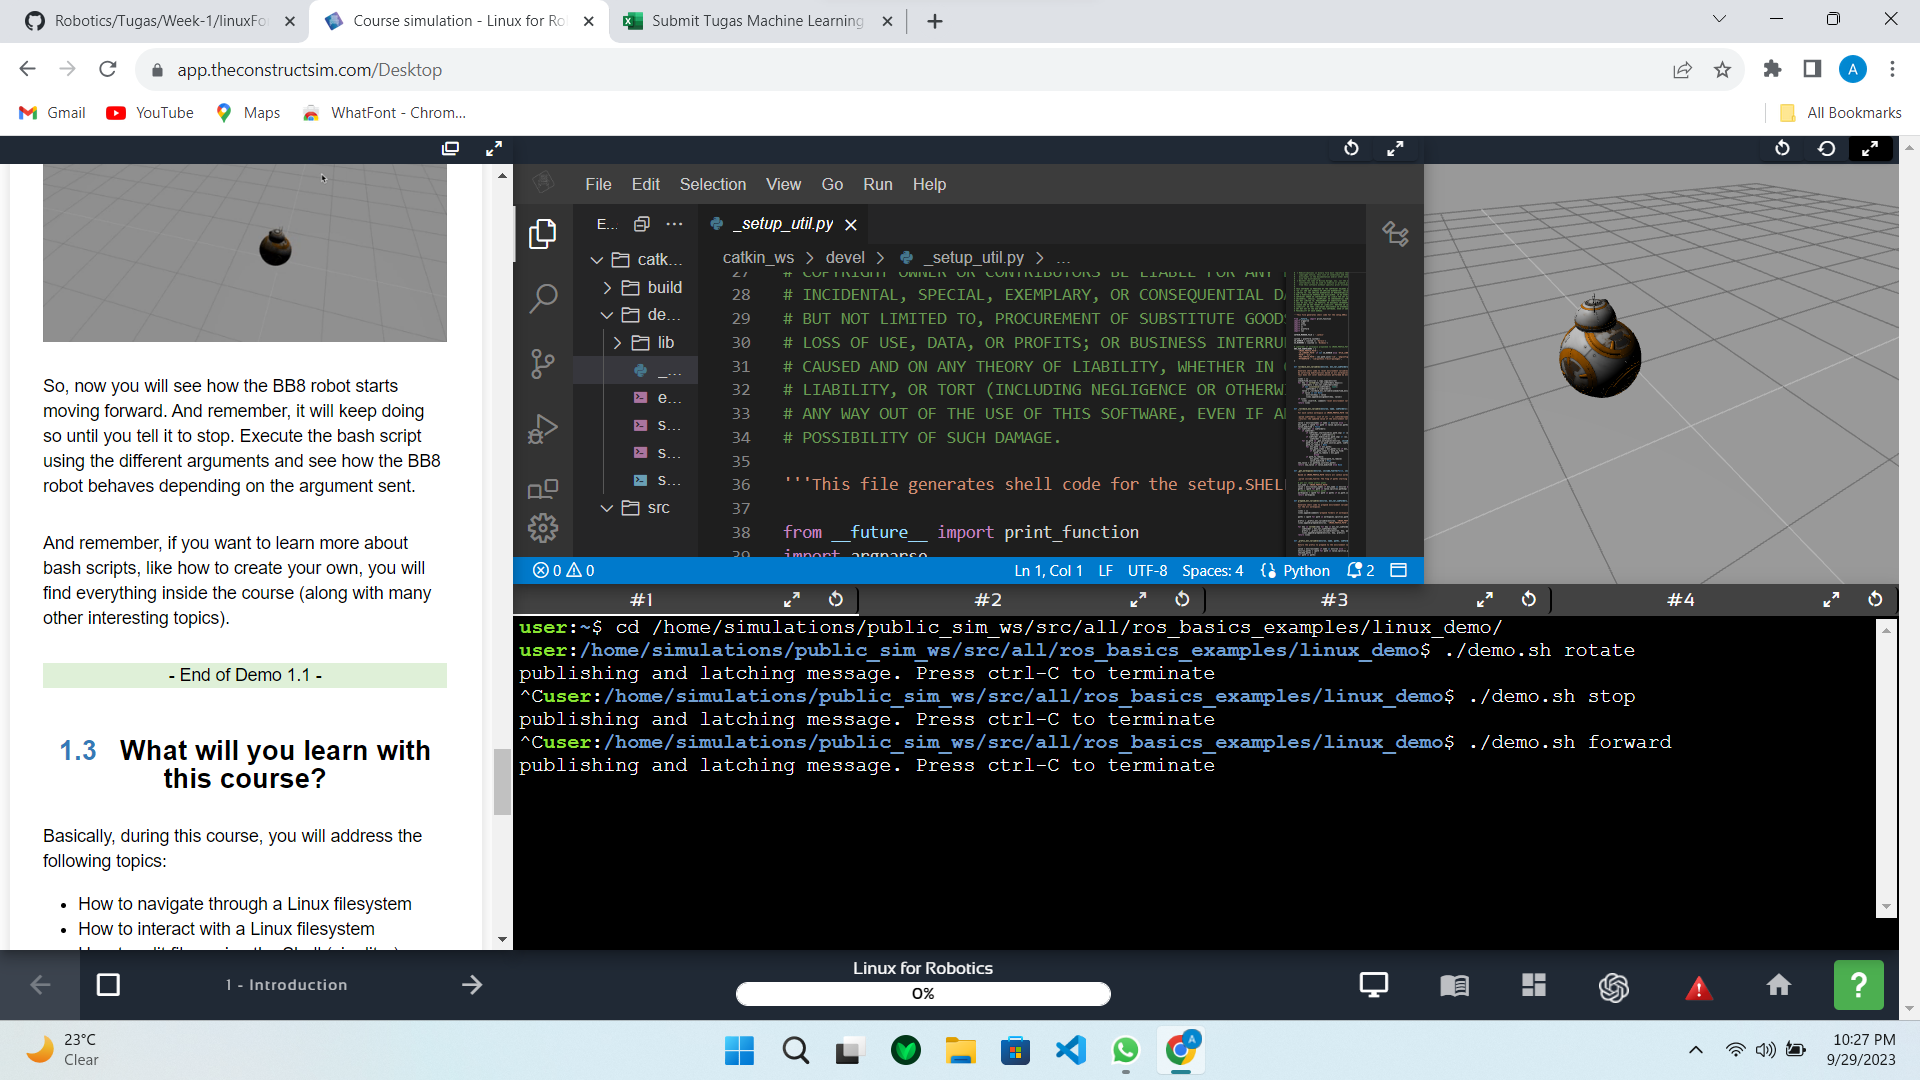 Robotics/Tugas/Week-1/linuxFo
Course simulation - Linux for Ro
Submit Tugas Machine Learning
app.theconstructsim.com/Desktop
A
Gmail
YouTube
Maps
WhatFont - Chrom...
All Bookmarks
So, now you will see how the BB8 robot starts
moving forward. And remember, it will keep doing
so until you tell it to stop. Execute the bash script
using the different arguments and see how the BB8
robot behaves depending on the argument sent.
And remember, if you want to learn more about
bash scripts, like how to create your own, you will
find everything inside the course (along with many
other interesting topics).
- End of Demo 1.1 -
1.3 What will you learn with
this course?
Basically, during this course, you will address the
following topics:
• How to navigate through a Linux filesystem
• How to interact with a Linux filesystem
File Edit Selection View Go Run Help
E...
catk...
build
de...
lib
_...
e...
s...
s...
s...
src
_setup_util.py
catkin_ws > devel > _setup_util.py > ...
27 # COPYRIGHT OWNER OR CONTRIBUTORS BE LIABLE FOR ANY
28 # INCIDENTAL, SPECIAL, EXEMPLARY, OR CONSEQUENTIAL D
29 # BUT NOT LIMITED TO, PROCUREMENT OF SUBSTITUTE GOOD
30 # LOSS OF USE, DATA, OR PROFITS; OR BUSINESS INTERRU
31 # CAUSED AND ON ANY THEORY OF LIABILITY, WHETHER IN
32 # LIABILITY, OR TORT (INCLUDING NEGLIGENCE OR OTHERW
33 # ANY WAY OUT OF THE USE OF THIS SOFTWARE, EVEN IF A
34 # POSSIBILITY OF SUCH DAMAGE.
35
36 '''This file generates shell code for the setup.SHEL
37
38 from __future__ import print_function
39 import argparse
0 0
Ln 1, Col 1 LF UTF-8 Spaces: 4 Python 2
#1 #2 #3 #4
user:~$ cd /home/simulations/public_sim_ws/src/all/ros_basics_examples/linux_demo/
user:/home/simulations/public_sim_ws/src/all/ros_basics_examples/linux_demo$ ./demo.sh rotate
publishing and latching message. Press ctrl-C to terminate
^Cuser:/home/simulations/public_sim_ws/src/all/ros_basics_examples/linux_demo$ ./demo.sh stop
publishing and latching message. Press ctrl-C to terminate
^Cuser:/home/simulations/public_sim_ws/src/all/ros_basics_examples/linux_demo$ ./demo.sh forward
publishing and latching message. Press ctrl-C to terminate
1 - Introduction
Linux for Robotics
0%
?
23°C
Clear
A
10:27 PM
9/29/2023